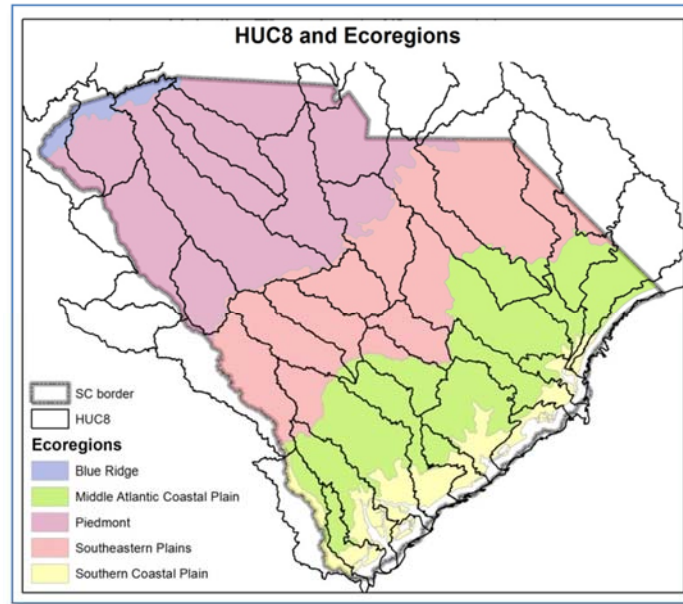 HUC8 and Ecoregions
SC border
HUC8
Ecoregions
Blue Ridge
Middle Atlantic Coastal Plain
Piedmont
Southeastern Plains
Southern Coastal Plain